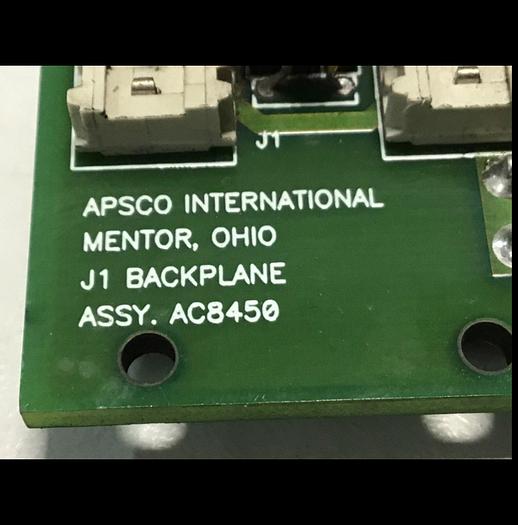 J1
APSCO INTERNATIONAL
MENTOR, OHIO
J1 BACKPLANE
ASSY. AC8450